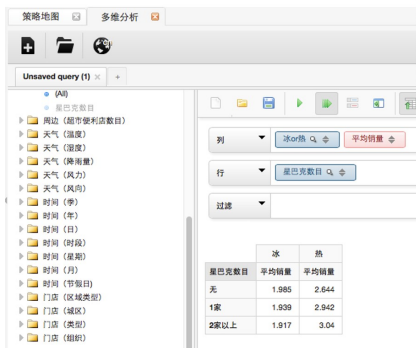 策略地图 多维分析
Unsaved query (1) +
(All)
星巴克数目
周边（超市便利店数目）
天气（温度）
天气（湿度）
天气（降雨量）
天气（风力）
天气（风向）
时间（季）
时间（年）
时间（日）
时间（时段）
时间（星期）
时间（月）
时间（节假日）
门店（区域类型）
门店（城区）
门店（类型）
门店（组织）
列 冰or热 平均销量
行 星巴克数目
过滤
冰 热
星巴克数目 平均销量 平均销量
无 1.985 2.644
1家 1.939 2.942
2家以上 1.917 3.04